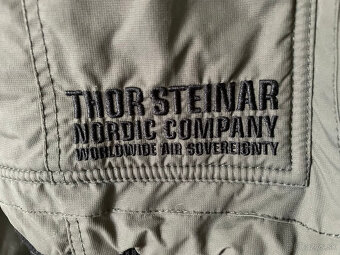 THOR STEINAR
NORDIC COMPANY
WORLDWIDE AIR SOVEREIGNTY